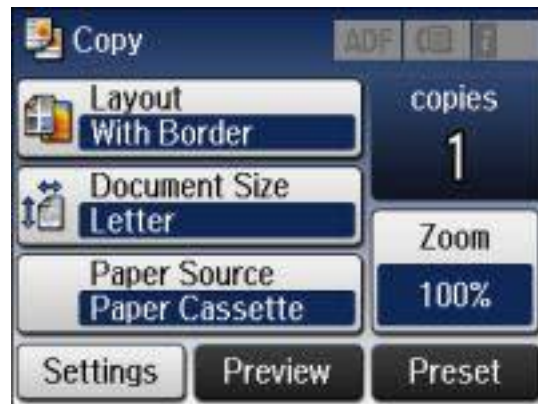 Copy
ADF
Layout
With Border
copies
1
Document Size
Letter
Zoom
100%
Paper Source
Paper Cassette
Settings
Preview
Preset